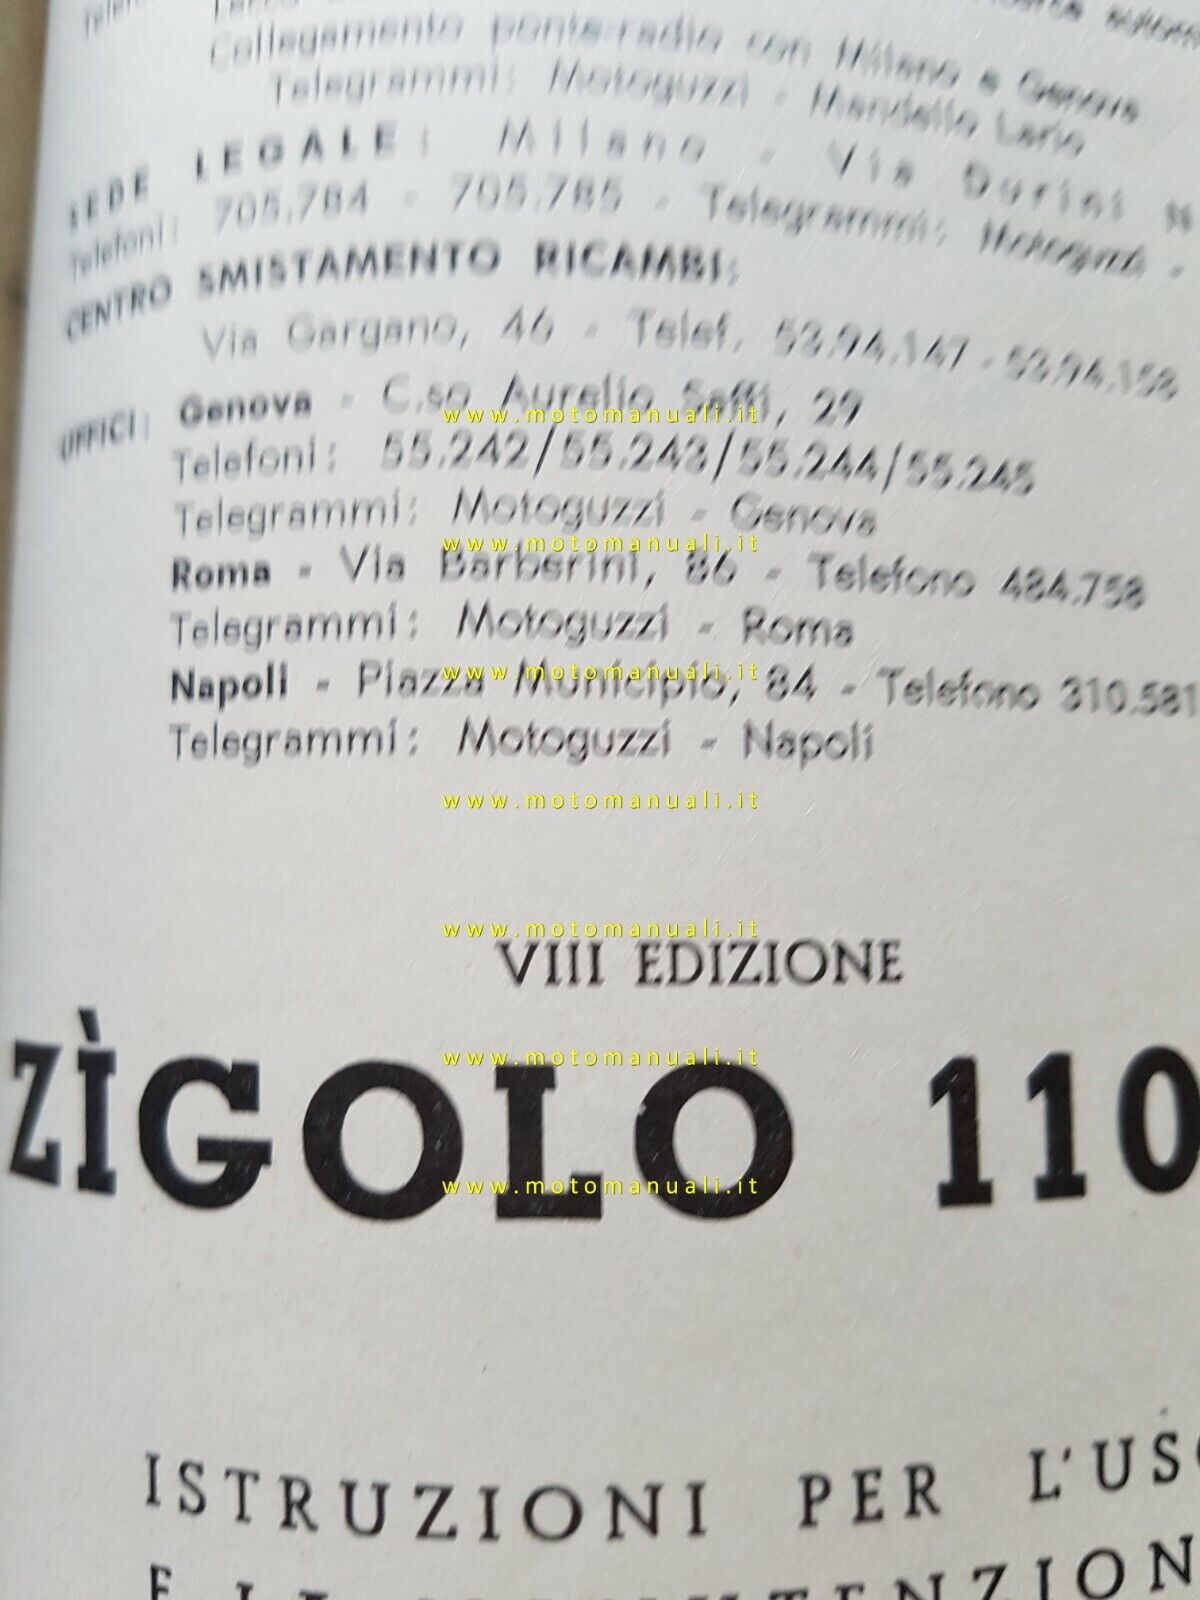 Collegamento ponte-radio con Milano e Genova
Telegrammi: Motoguzzi - Mandello Lario
SEDE LEGALE: Milano - Via Durini
Telefoni: 705.784 - 705.785 - Telegrammi: Motoguzzi -
CENTRO SMISTAMENTO RICAMBI:
Via Gargano, 46 - Telef. 53.94.147 - 53.94.158
UFFICI: Genova - C.so Aurelio Saffi, 29
www.motomanuali.it
Telefoni: 55.242/55.243/55.244/55.245
Telegrammi: Motoguzzi - Genova
www.motomanuali.it
Roma - Via Barberini, 86 - Telefono 484.758
Telegrammi: Motoguzzi - Roma
www.motomanuali.it
Napoli - Piazza Municipio, 84 - Telefono 310.581
Telegrammi: Motoguzzi - Napoli
www.motomanuali.it
www.motomanuali.it
VIII EDIZIONE
www.motomanuali.it
ZÌGOLO 110
www.motomanuali.it
ISTRUZIONI PER L'USO